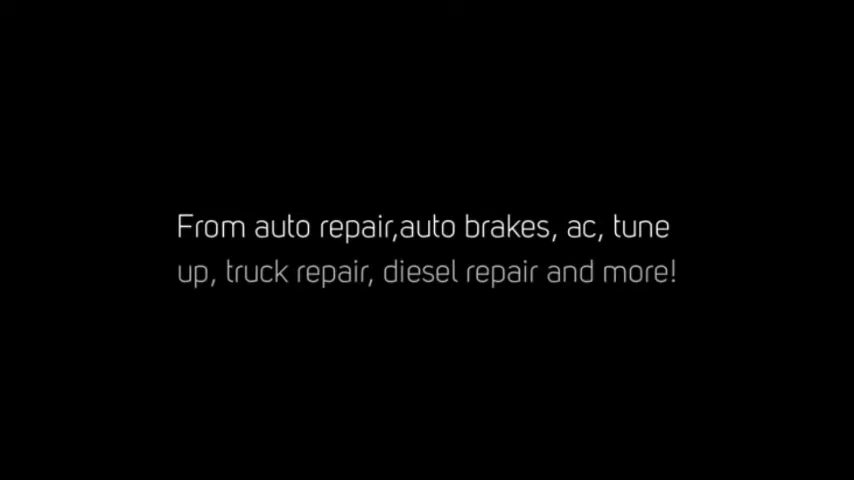 From auto repair,auto brakes, ac, tune
up, truck repair, diesel repair and more!